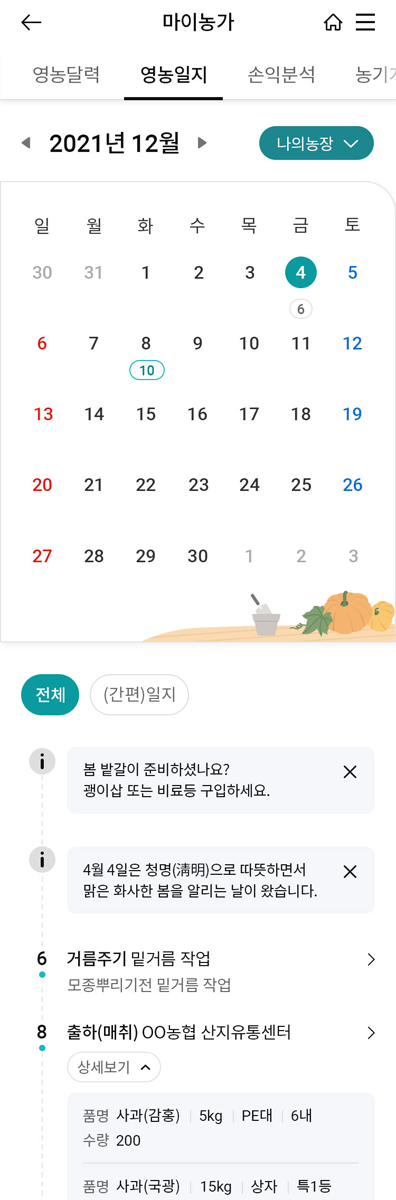 마이농가
영농달력 영농일지 손익분석 농기
2021년 12월 나의농장
일 월 화 수 목 금 토
30 31 1 2 3 4 5
6
6 7 8 9 10 11 12
10
13 14 15 16 17 18 19
20 21 22 23 24 25 26
27 28 29 30 1 2 3
전체 (간편)일지
i 봄 밭갈이 준비하셨나요?
괭이삽 또는 비료등 구입하세요.
i 4월 4일은 청명(淸明)으로 따뜻하면서
맑은 화사한 봄을 알리는 날이 왔습니다.
6 거름주기 밑거름 작업
모종뿌리기전 밑거름 작업
8 출하(매취) OO농협 산지유통센터
상세보기
품명 사과(감홍) 5kg PE대 6내
수량 200
품명 사과(국광) 15kg 상자 특1등